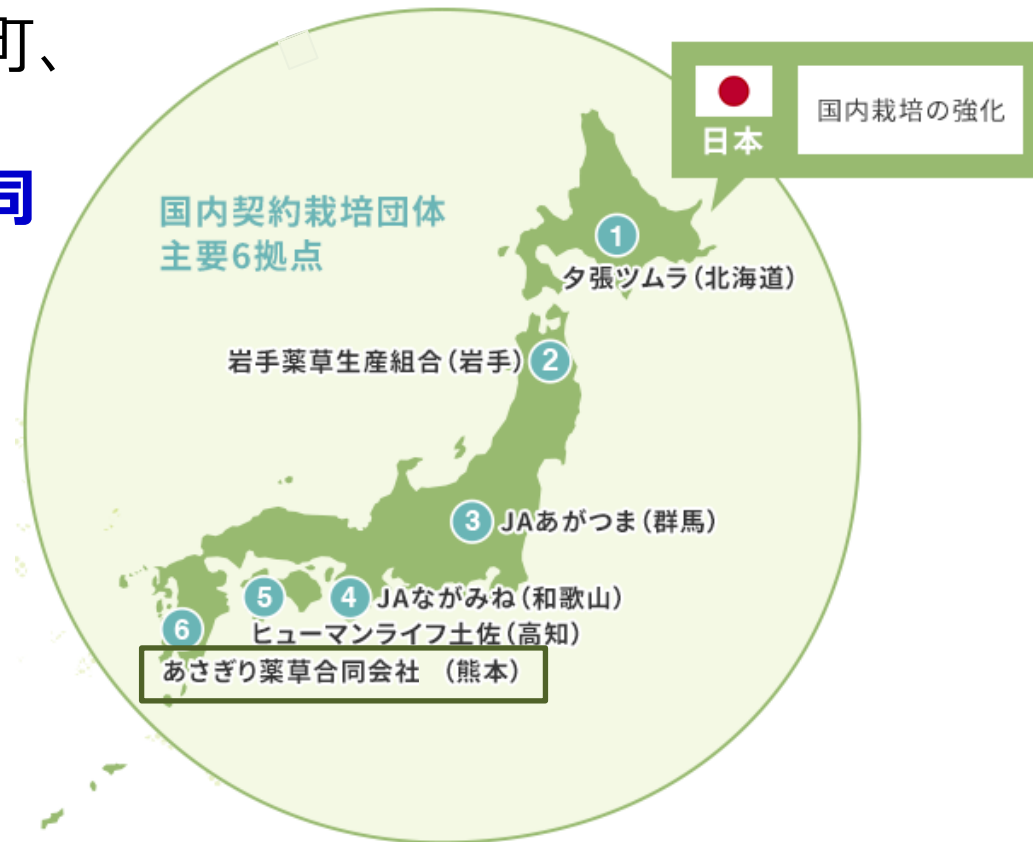 町、
同
日本
国内栽培の強化
国内契約栽培団体
主要6拠点
1
夕張ツムラ(北海道)
岩手薬草生産組合(岩手)
2
3
JAあがつま(群馬)
4
JAながみね(和歌山)
5
ヒューマンライフ土佐(高知)
6
あさぎり薬草合同会社 (熊本)